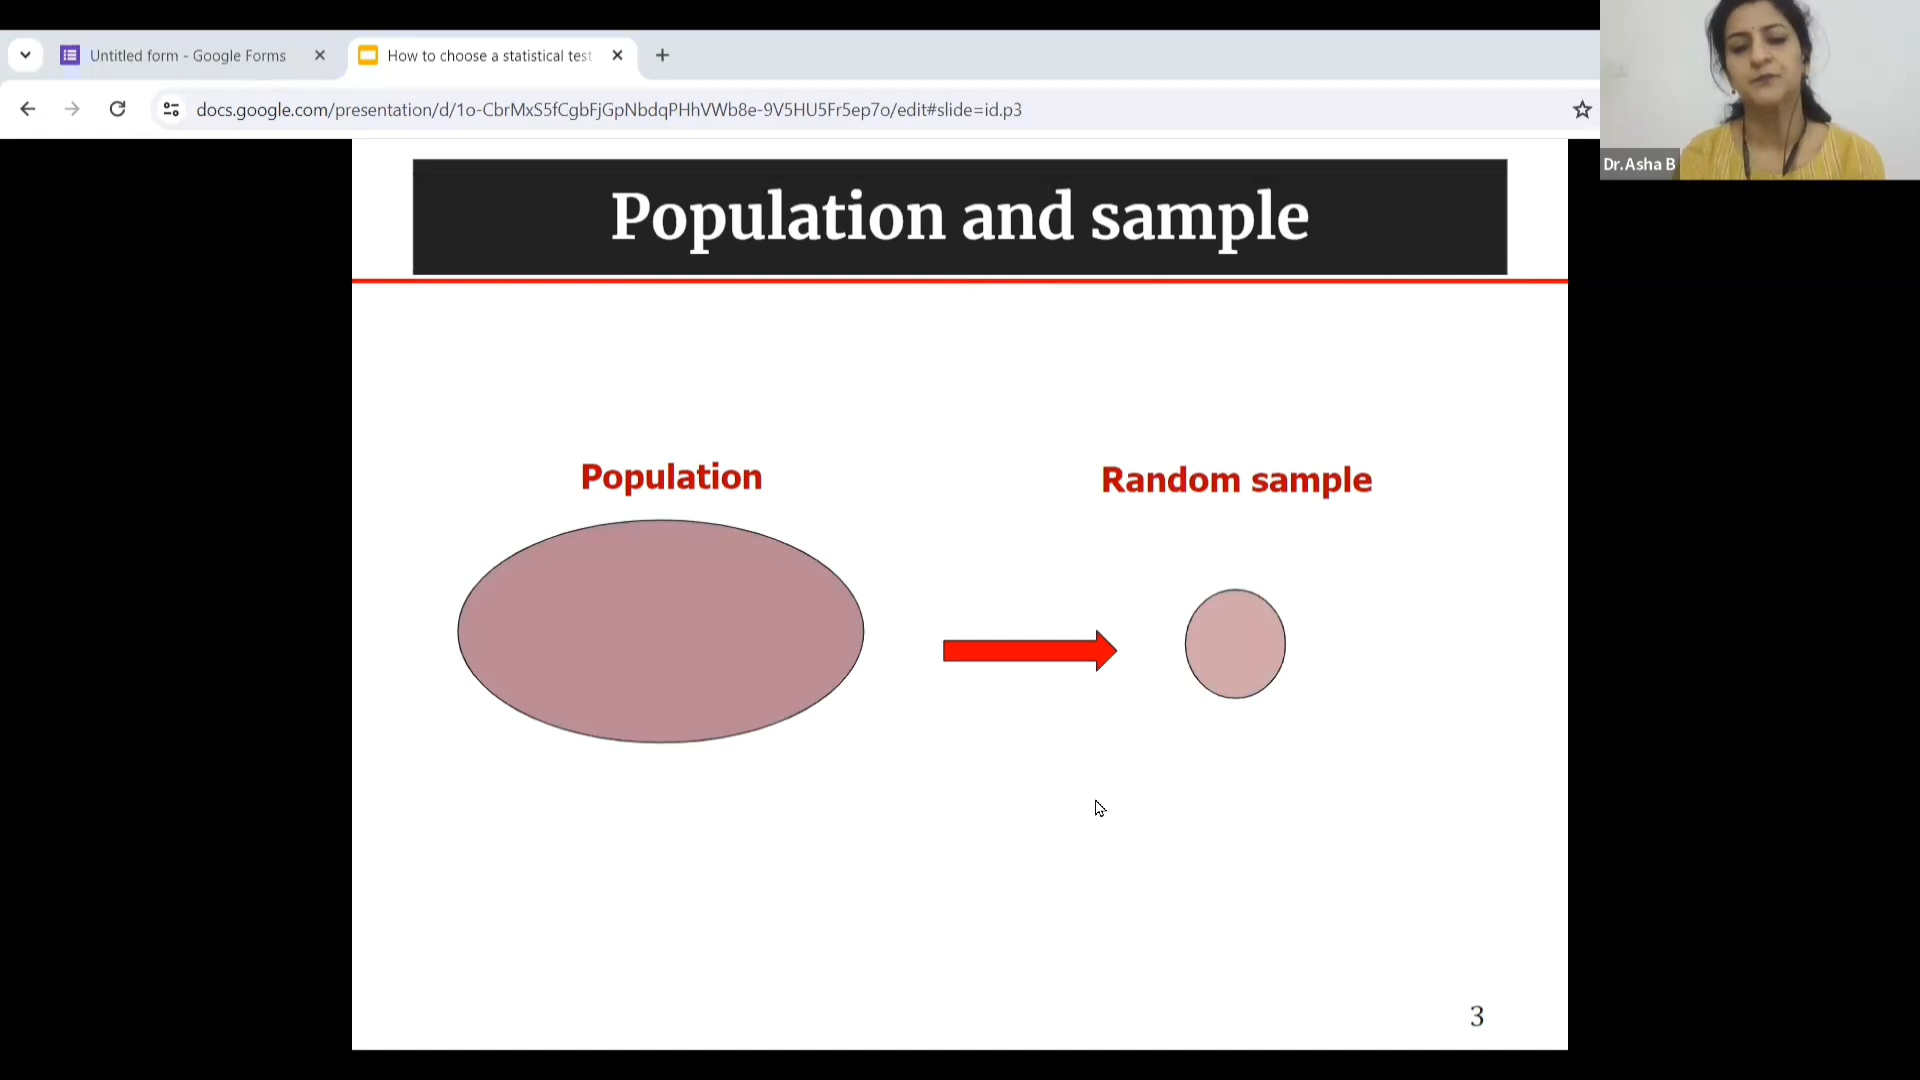 Untitled form - Google Forms
How to choose a statistical test
docs.google.com/presentation/d/1o-CbrMxS5fCgbFjGpNbdqPHhVWb8e-9V5HU5Fr5ep7o/edit#slide=id.p3
Dr.Asha B
Population and sample
Population
Random sample
3